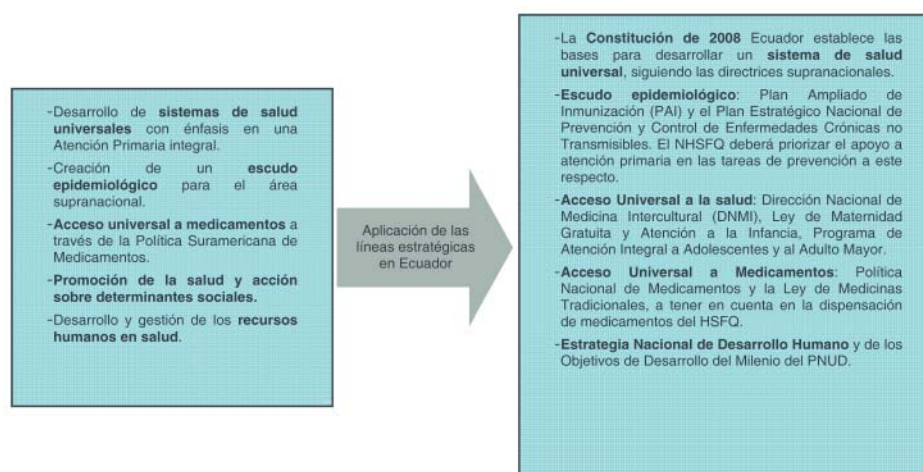 -Desarrollo de sistemas de salud
universales con énfasis en una
Atención Primaria integral.
-Creación de un escudo
epidemiológico para el área
supranacional.
-Acceso universal a medicamentos a
través de la Política Suramericana de
Medicamentos.
-Promoción de la salud y acción
sobre determinantes sociales.
-Desarrollo y gestión de los recursos
humanos en salud.
Aplicación de las
líneas estratégicas
en Ecuador
-La Constitución de 2008 Ecuador establece las
bases para desarrollar un sistema de salud
universal, siguiendo las directrices supranacionales.
-Escudo epidemiológico: Plan Ampliado de
Inmunización (PAI) y el Plan Estratégico Nacional de
Prevención y Control de Enfermedades Crónicas no
Transmisibles. El NHSFQ deberá priorizar el apoyo a
atención primaria en las tareas de prevención a este
respecto.
-Acceso Universal a la salud: Dirección Nacional de
Medicina Intercultural (DNMI), Ley de Maternidad
Gratuita y Atención a la Infancia, Programa de
Atención Integral a Adolescentes y al Adulto Mayor.
-Acceso Universal a Medicamentos: Política
Nacional de Medicamentos y la Ley de Medicinas
Tradicionales, a tener en cuenta en la dispensación
de medicamentos del HSFQ.
-Estrategia Nacional de Desarrollo Humano y de los
Objetivos de Desarrollo del Milenio del PNUD.